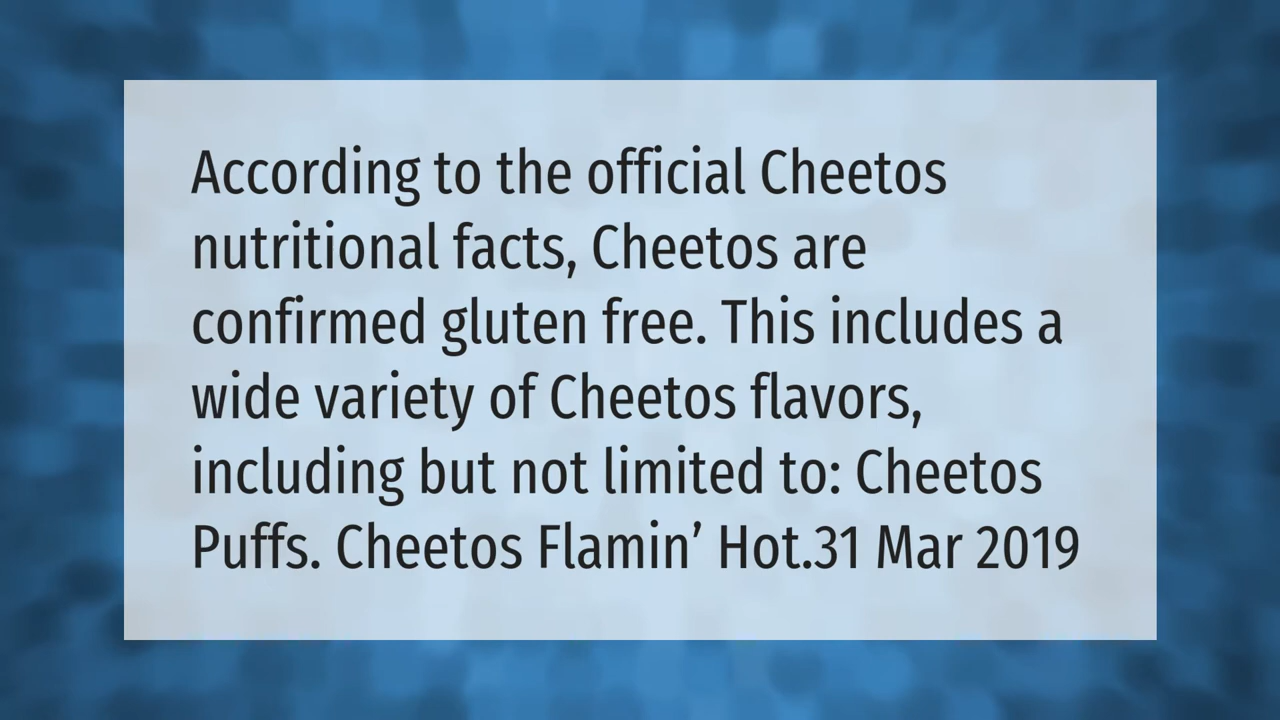 According to the official Cheetos
nutritional facts, Cheetos are
confirmed gluten free. This includes a
wide variety of Cheetos flavors,
including but not limited to: Cheetos
Puffs. Cheetos Flamin’ Hot.31 Mar 2019